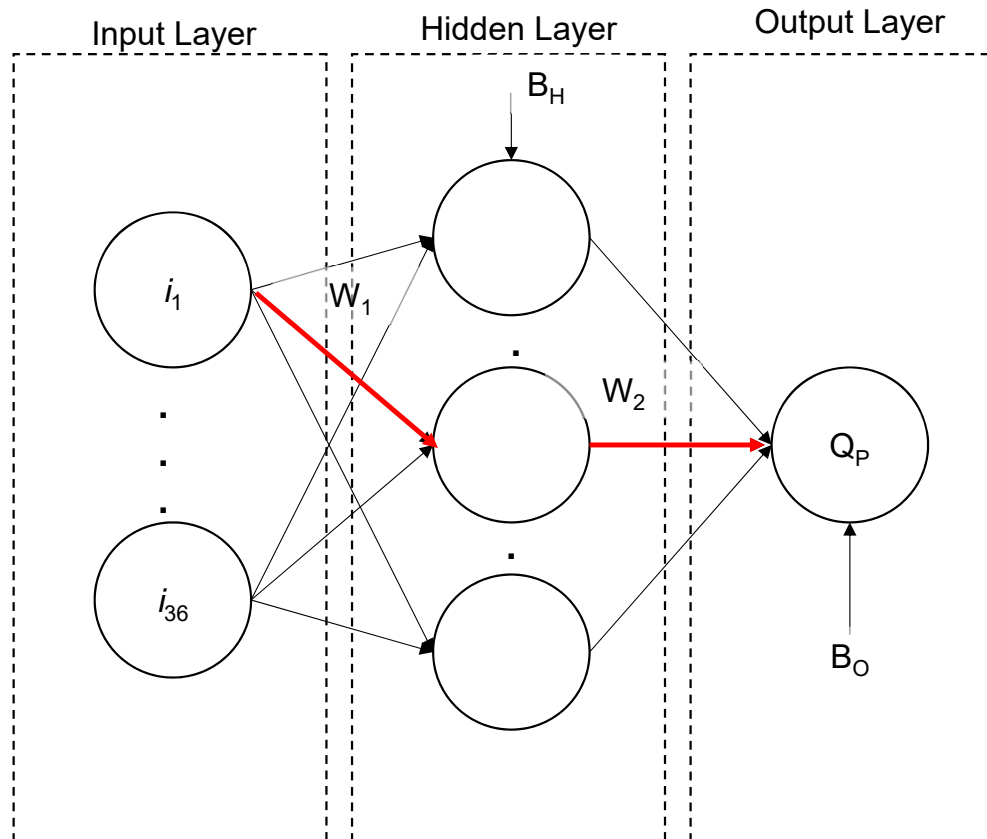 Input Layer
Hidden Layer
Output Layer
B_H
i_1
W_1
W_2
Q_P
i_36
B_O